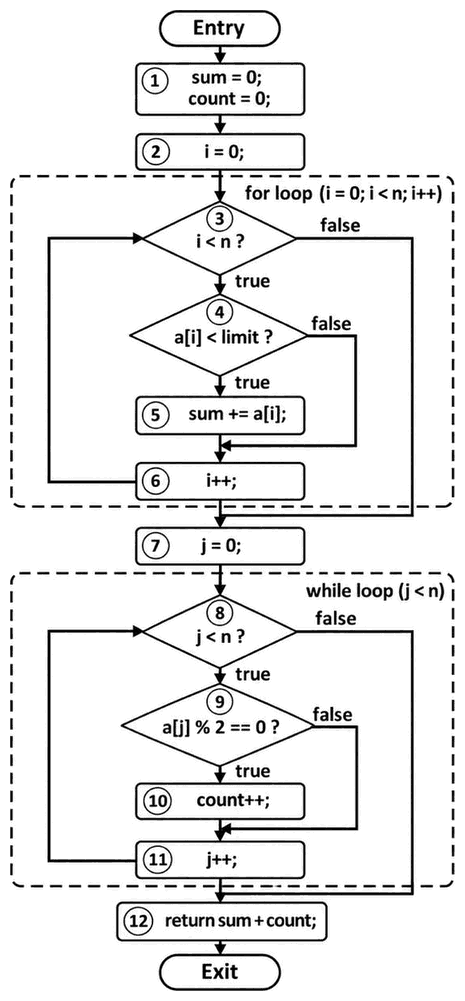 Entry
1 sum = 0;
count = 0;
2 i = 0;
for loop (i = 0; i < n; i++)
3
i < n ?
false
true
4
a[i] < limit ?
false
true
5 sum += a[i];
6 i++;
7 j = 0;
while loop (j < n)
8
j < n ?
false
true
9
a[j] % 2 == 0 ?
false
true
10 count++;
11 j++;
12 return sum + count;
Exit